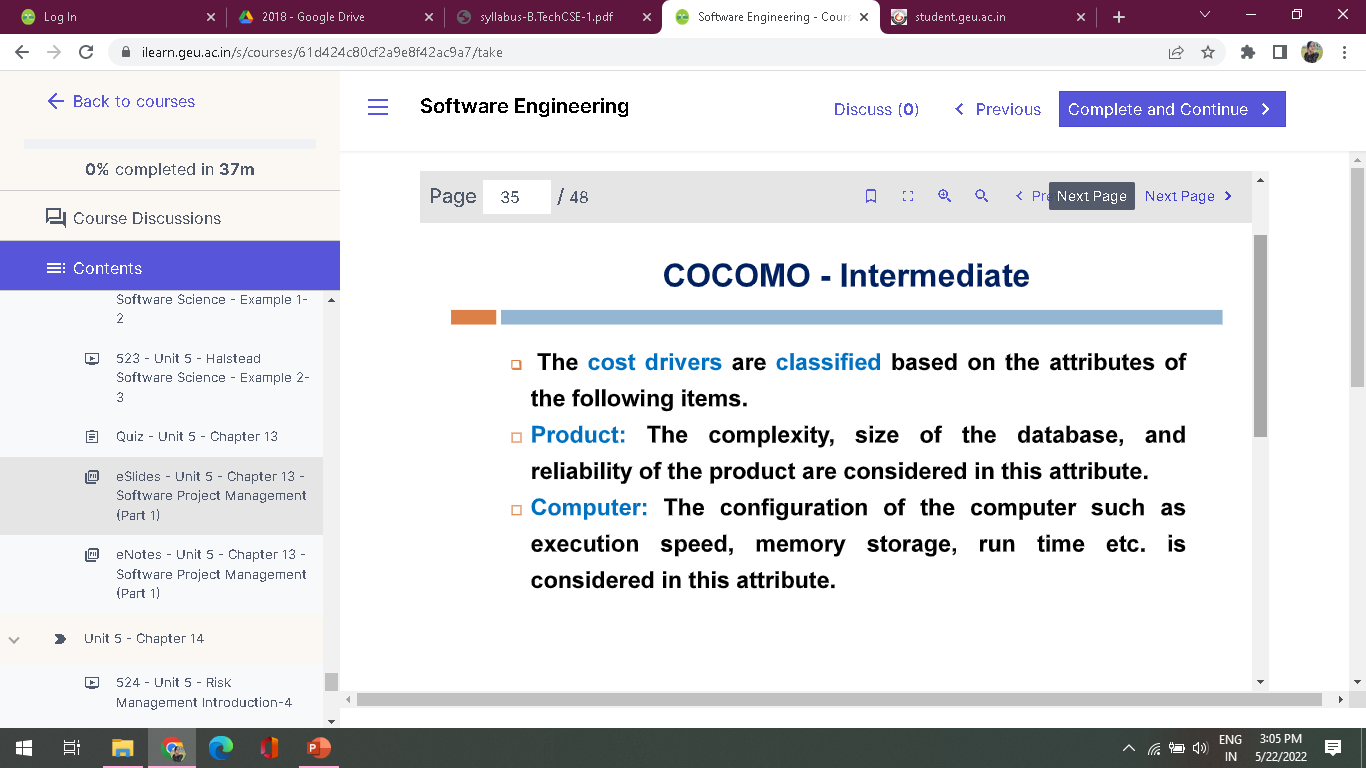 Log In
2018 - Google Drive
syllabus-B.TechCSE-1.pdf
Software Engineering - Cour
student.geu.ac.in
ilearn.geu.ac.in/s/courses/61d424c80cf2a9e8f42ac9a7/take
Back to courses
0% completed in 37m
Course Discussions
Contents
Software Science - Example 1-
2
523 - Unit 5 - Halstead
Software Science - Example 2-
3
Quiz - Unit 5 - Chapter 13
eSlides - Unit 5 - Chapter 13 -
Software Project Management
(Part 1)
eNotes - Unit 5 - Chapter 13 -
Software Project Management
(Part 1)
Unit 5 - Chapter 14
524 - Unit 5 - Risk
Management Introduction-4
Software Engineering
Discuss (0)
Previous
Complete and Continue
Page 35 / 48
Pre
Next Page
Next Page
COCOMO - Intermediate
The cost drivers are classified based on the attributes of
the following items.
Product: The complexity, size of the database, and
reliability of the product are considered in this attribute.
Computer: The configuration of the computer such as
execution speed, memory storage, run time etc. is
considered in this attribute.
ENG
IN
3:05 PM
5/22/2022